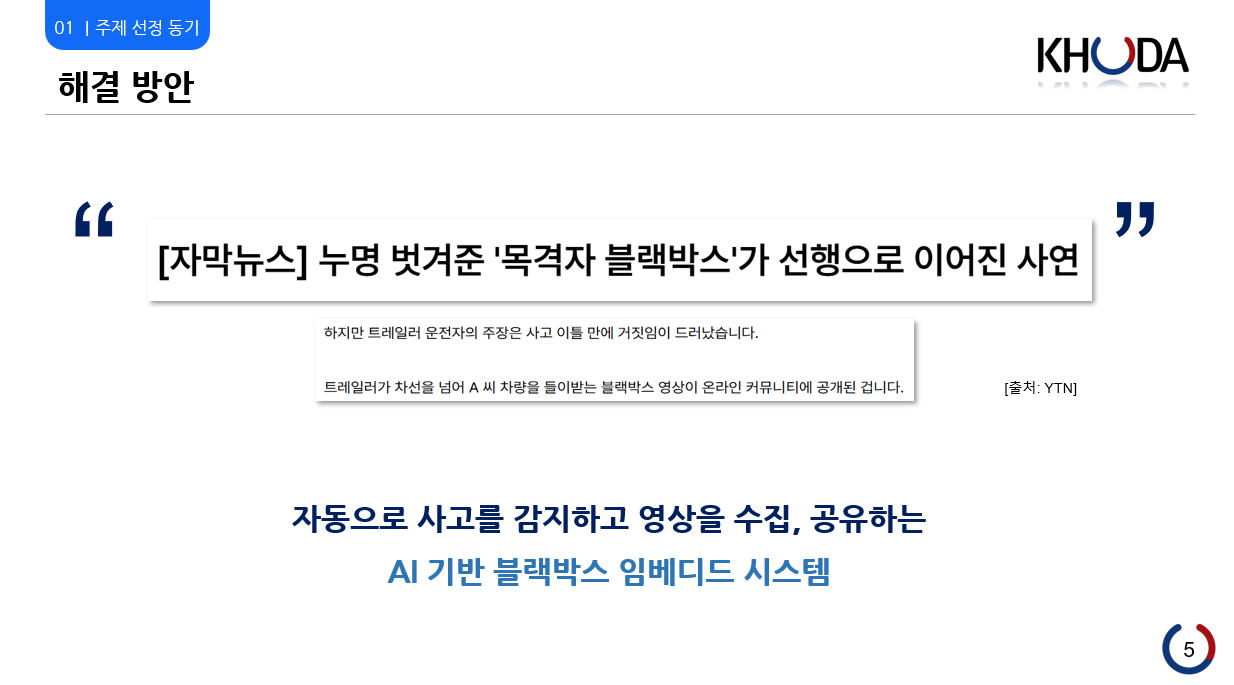 01 | 주제 선정 동기
KHUDA
해결 방안
“ ”
[자막뉴스] 누명 벗겨준 '목격자 블랙박스'가 선행으로 이어진 사연
하지만 트레일러 운전자의 주장은 사고 이틀 만에 거짓임이 드러났습니다.
트레일러가 차선을 넘어 A 씨 차량을 들이받는 블랙박스 영상이 온라인 커뮤니티에 공개된 겁니다.
[출처: YTN]
자동으로 사고를 감지하고 영상을 수집, 공유하는
AI 기반 블랙박스 임베디드 시스템
5